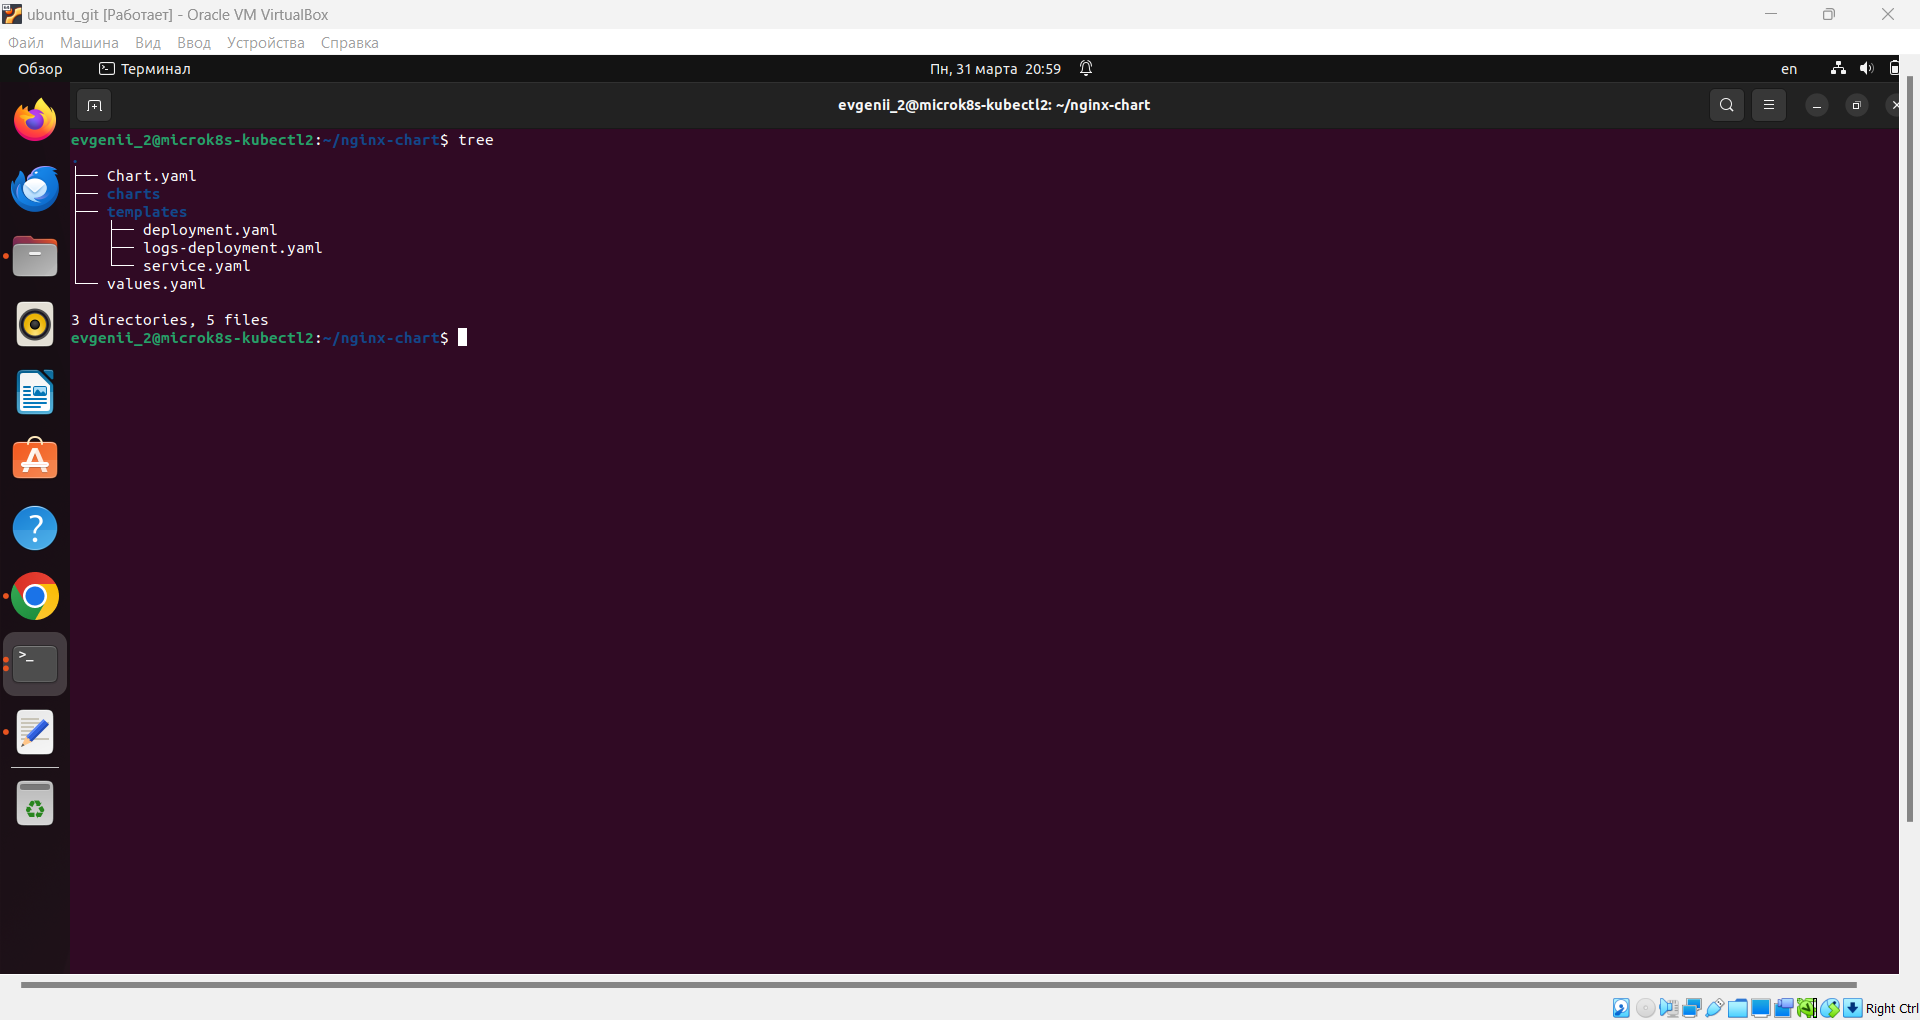 ubuntu_git [Работает] - Oracle VM VirtualBox
Файл Машина Вид Ввод Устройства Справка
Обзор Терминал Пн, 31 марта 20:59 en
evgenii_2@microk8s-kubectl2: ~/nginx-chart
evgenii_2@microk8s-kubectl2:~/nginx-chart$ tree
.
├── Chart.yaml
├── charts
├── templates
│   ├── deployment.yaml
│   ├── logs-deployment.yaml
│   └── service.yaml
└── values.yaml
3 directories, 5 files
evgenii_2@microk8s-kubectl2:~/nginx-chart$
Right Ctrl